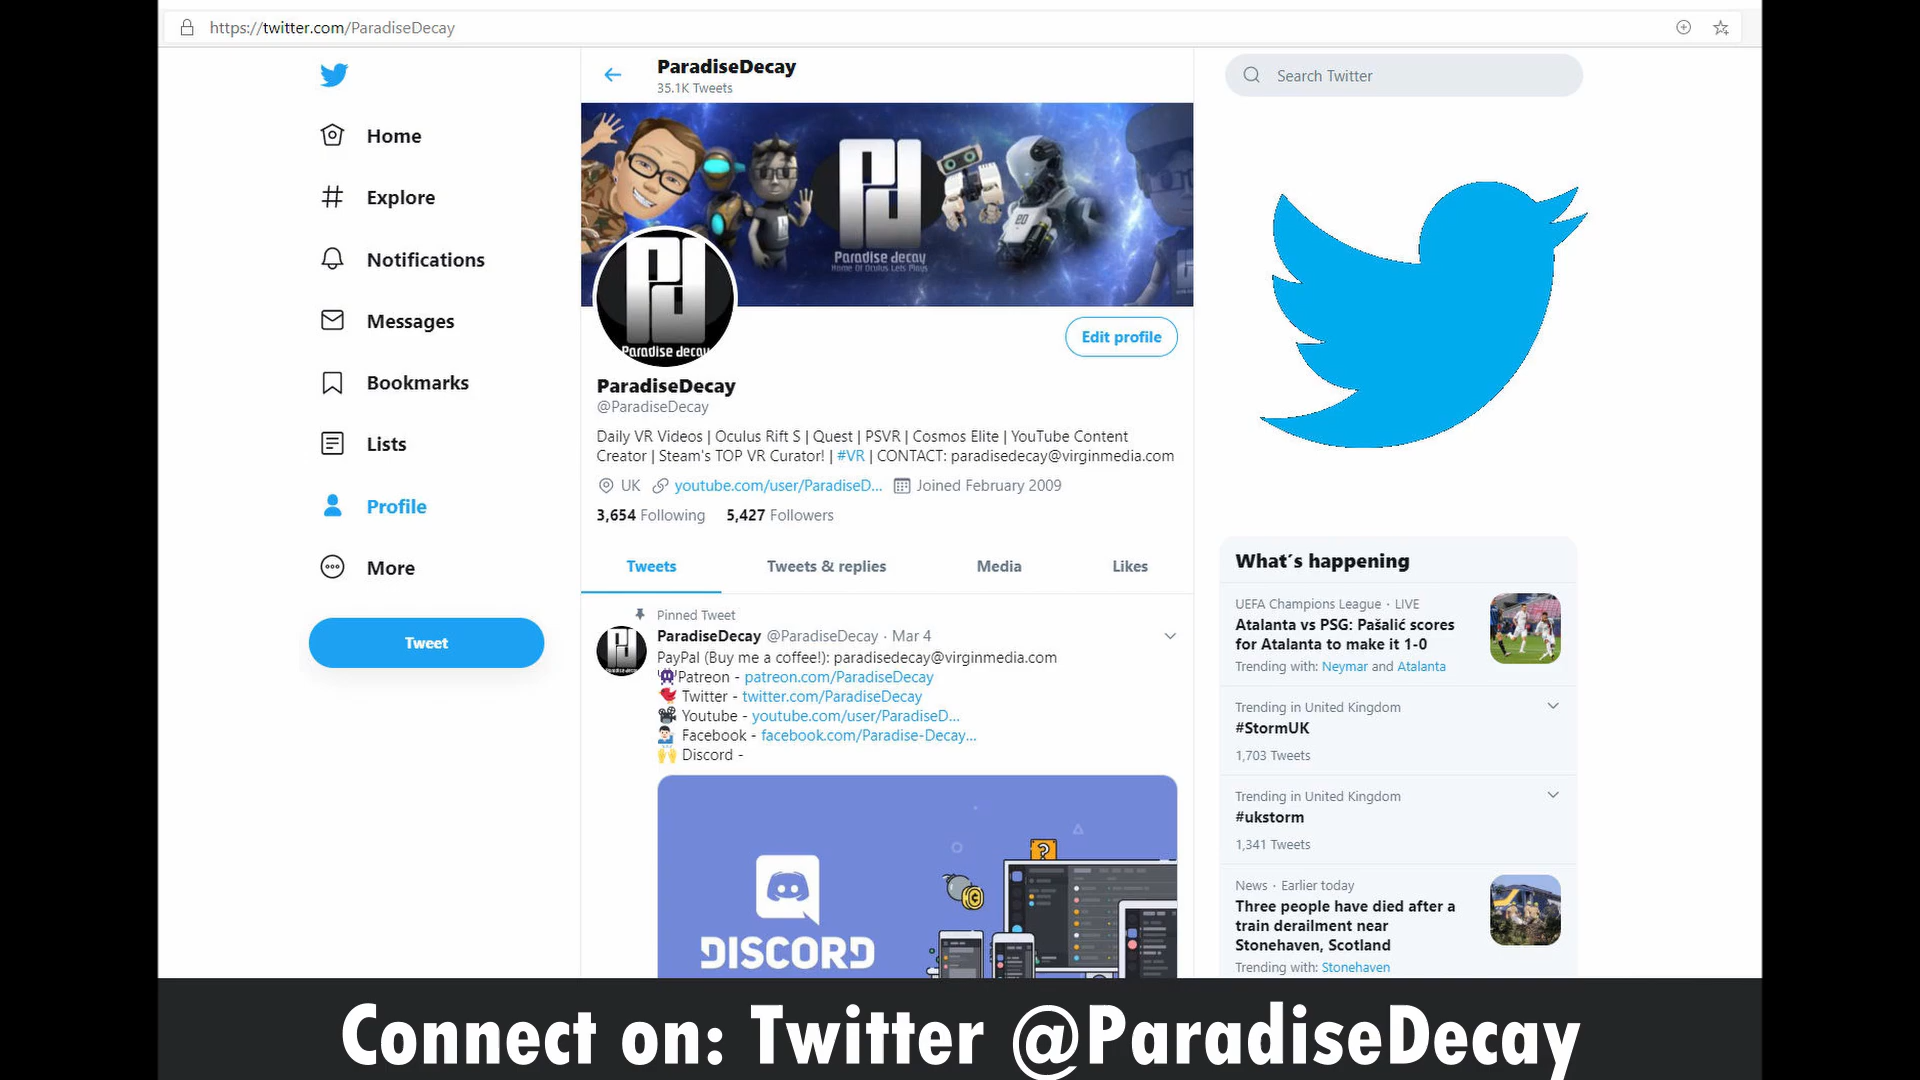 https://twitter.com/ParadiseDecay
Home
Explore
Notifications
Messages
Bookmarks
Lists
Profile
More
Tweet
ParadiseDecay
35.1K Tweets
Paradise decay
Home Of Oculus Lets Plays
Paradise decay
Edit profile
ParadiseDecay
@ParadiseDecay
Daily VR Videos | Oculus Rift S | Quest | PSVR | Cosmos Elite | YouTube Content
Creator | Steam's TOP VR Curator! | #VR | CONTACT: paradisedecay@virginmedia.com
UK youtube.com/user/ParadiseD... Joined February 2009
3,654 Following 5,427 Followers
Tweets Tweets & replies Media Likes
Pinned Tweet
ParadiseDecay @ParadiseDecay · Mar 4
PayPal (Buy me a coffee!): paradisedecay@virginmedia.com
Patreon - patreon.com/ParadiseDecay
Twitter - twitter.com/ParadiseDecay
Youtube - youtube.com/user/ParadiseD...
Facebook - facebook.com/Paradise-Decay...
Discord -
DISCORD
Search Twitter
What's happening
UEFA Champions League · LIVE
Atalanta vs PSG: Pašalić scores
for Atalanta to make it 1-0
Trending with: Neymar and Atalanta
Trending in United Kingdom
#StormUK
1,703 Tweets
Trending in United Kingdom
#ukstorm
1,341 Tweets
News · Earlier today
Three people have died after a
train derailment near
Stonehaven, Scotland
Trending with: Stonehaven
Connect on: Twitter @ParadiseDecay